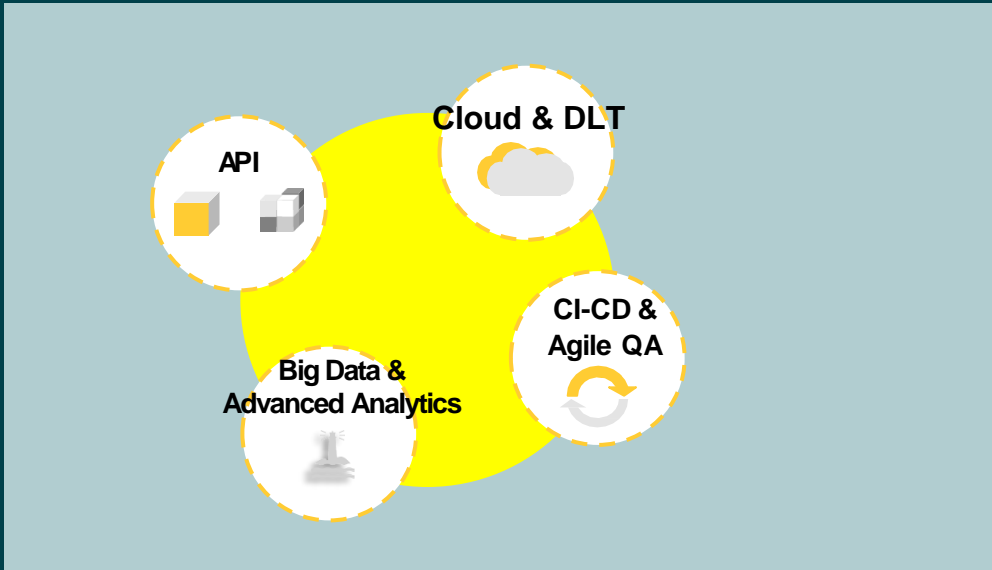 Cloud & DLT
API
CI-CD &
Agile QA
Big Data &
Advanced Analytics